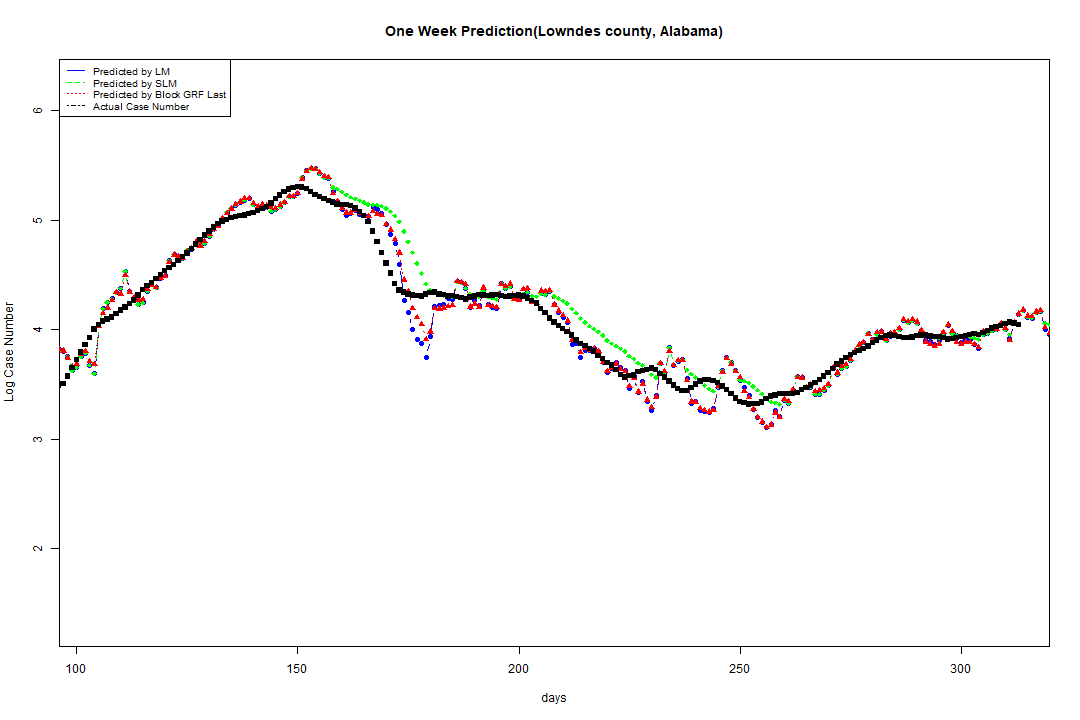 One Week Prediction(Lowndes county, Alabama)
Predicted by LM
Predicted by SLM
Predicted by Block GRF Last
Actual Case Number
6
5
4
3
2
Log Case Number
100 150 200 250 300
days